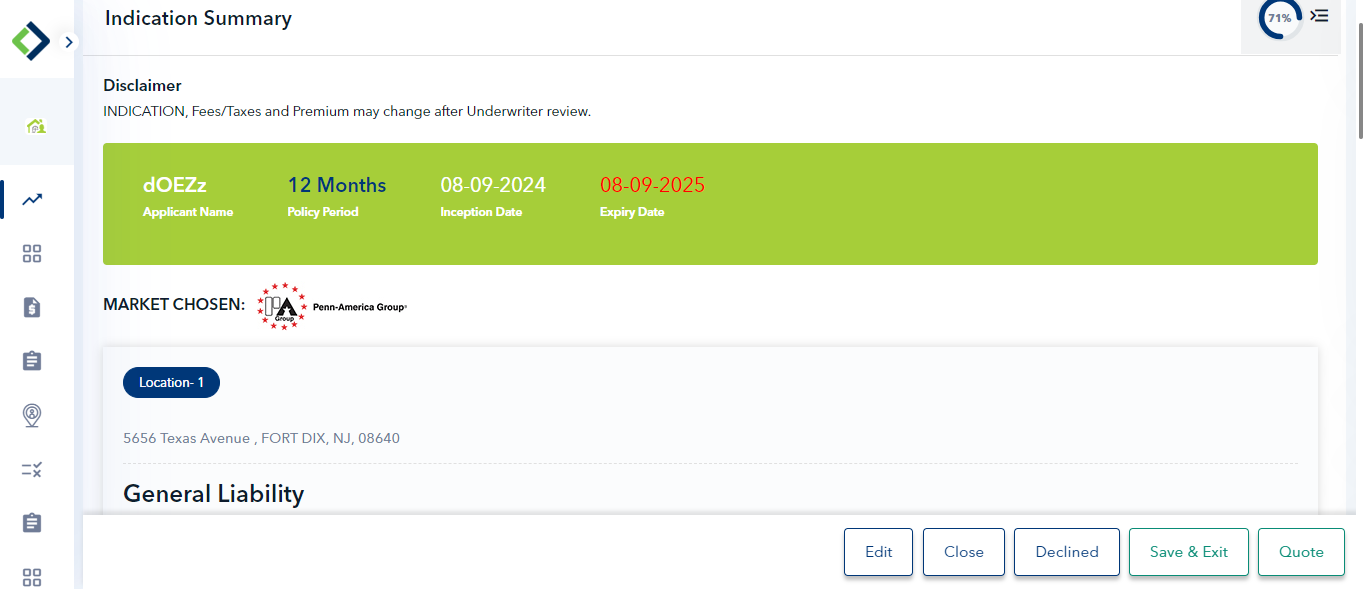 Indication Summary
71%
Disclaimer
INDICATION, Fees/Taxes and Premium may change after Underwriter review.
dOEZz 12 Months 08-09-2024 08-09-2025
Applicant Name Policy Period Inception Date Expiry Date
MARKET CHOSEN: PA Group Penn-America Group®
Location- 1
5656 Texas Avenue , FORT DIX, NJ, 08640
General Liability
Edit Close Declined Save & Exit Quote